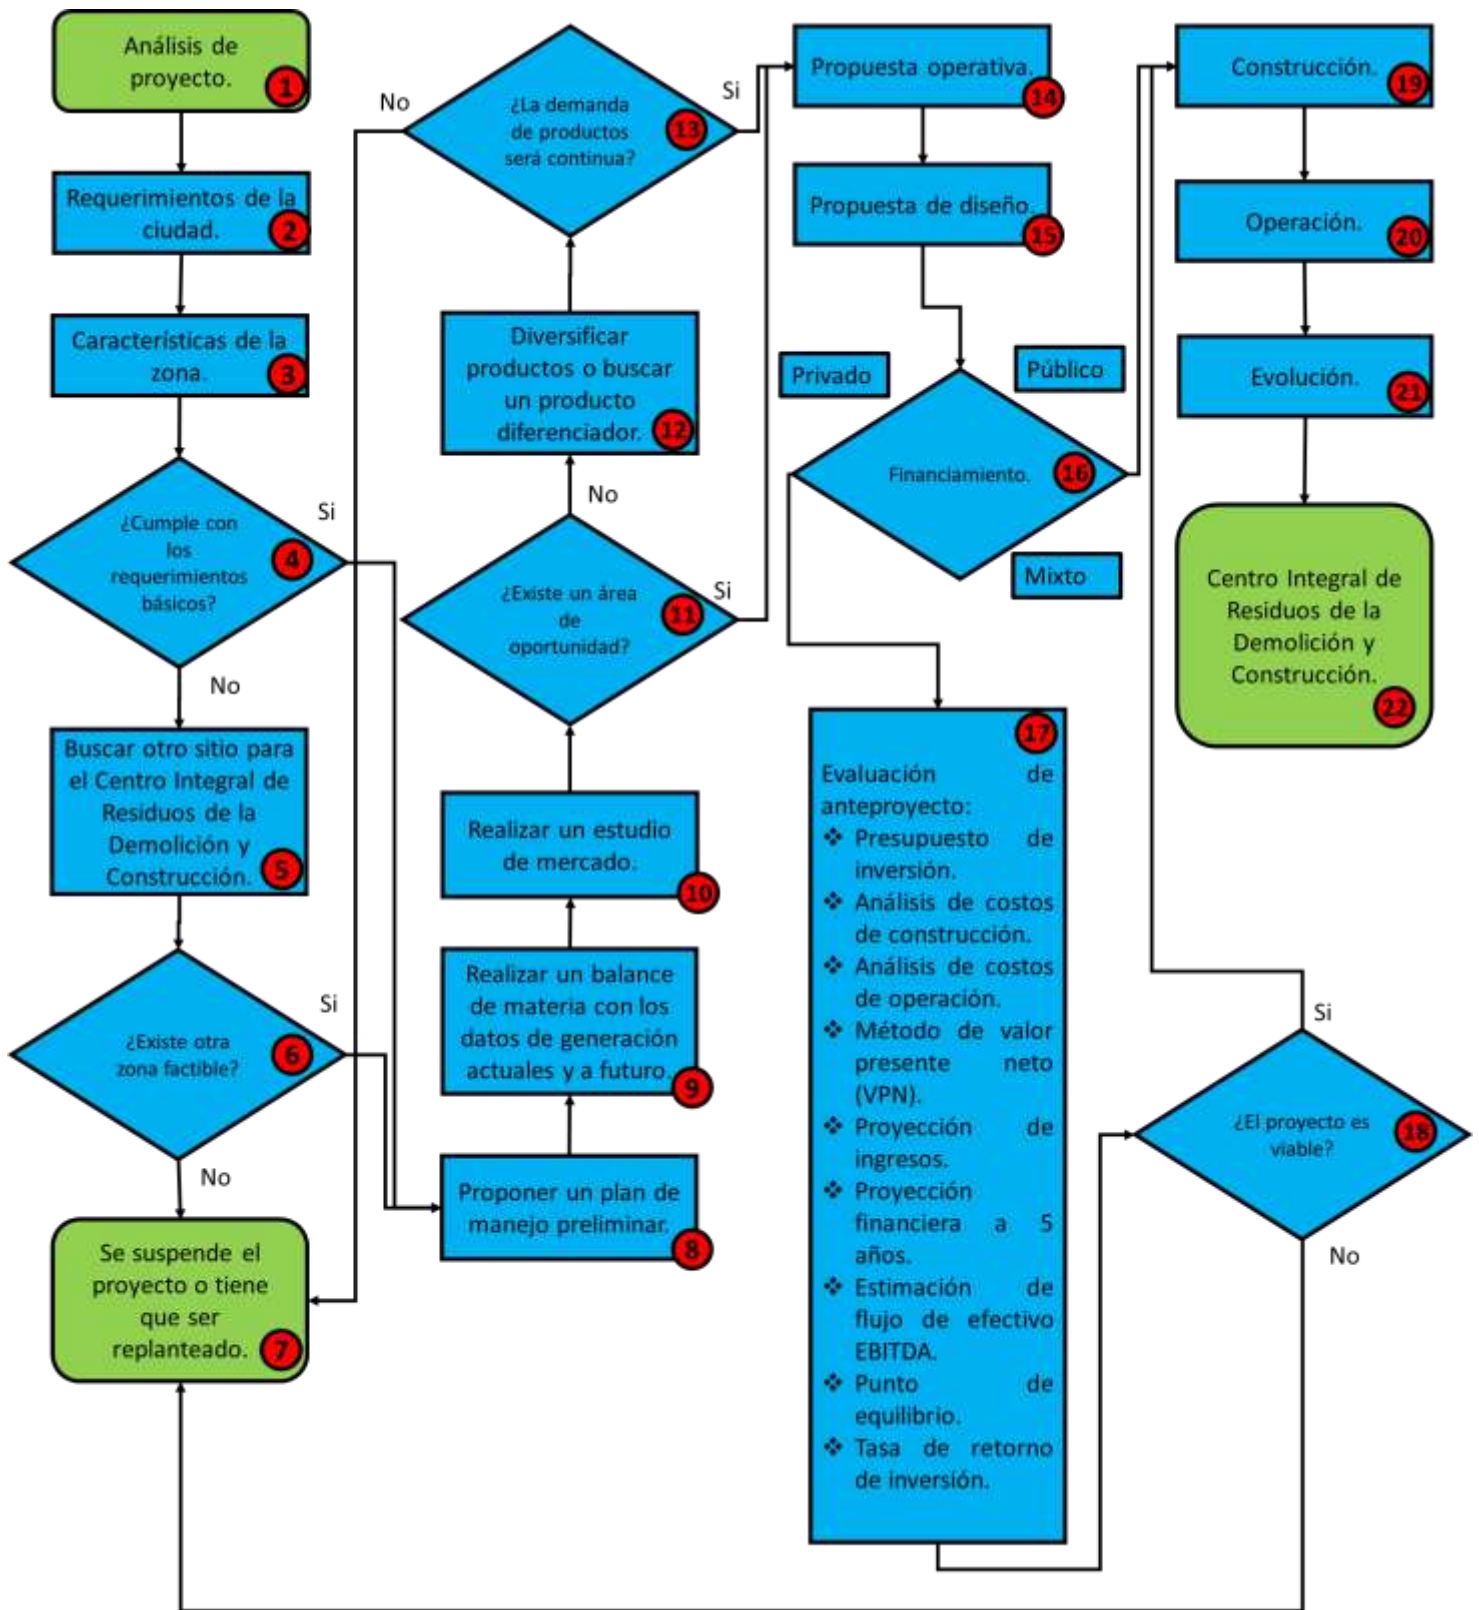 Análisis de
proyecto.
1
Requerimientos de la
ciudad.
2
Características de la
zona.
3
¿Cumple con
los
requerimientos
básicos?
4
Si
No
Buscar otro sitio para
el Centro Integral de
Residuos de la
Demolición y
Construcción.
5
¿Existe otra
zona factible?
6
Si
No
Se suspende el
proyecto o tiene
que ser
replanteado.
7
Proponer un plan de
manejo preliminar.
8
Realizar un balance
de materia con los
datos de generación
actuales y a futuro.
9
Realizar un estudio
de mercado.
10
¿Existe un área
de
oportunidad?
11
Si
No
Diversificar
productos o buscar
un producto
diferenciador.
12
¿La demanda
de productos
será continua?
13
No
Si
Propuesta operativa.
14
Propuesta de diseño.
15
Privado
Público
Financiamiento.
16
Mixto
17
Evaluación de
anteproyecto:
❖ Presupuesto de
inversión.
❖ Análisis de costos
de construcción.
❖ Análisis de costos
de operación.
❖ Método de valor
presente neto
(VPN).
❖ Proyección de
ingresos.
❖ Proyección
financiera a 5
años.
❖ Estimación de
flujo de efectivo
EBITDA.
❖ Punto de
equilibrio.
❖ Tasa de retorno
de inversión.
¿El proyecto es
viable?
18
Si
No
Construcción.
19
Operación.
20
Evolución.
21
Centro Integral de
Residuos de la
Demolición y
Construcción.
22